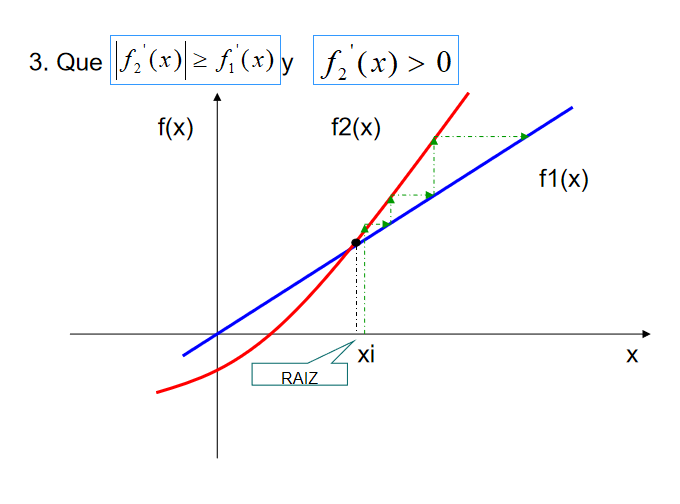 3. Que |f₂'(x)| ≥ f₁'(x) y f₂'(x) > 0
f(x) f2(x)
f1(x)
xi x
RAIZ